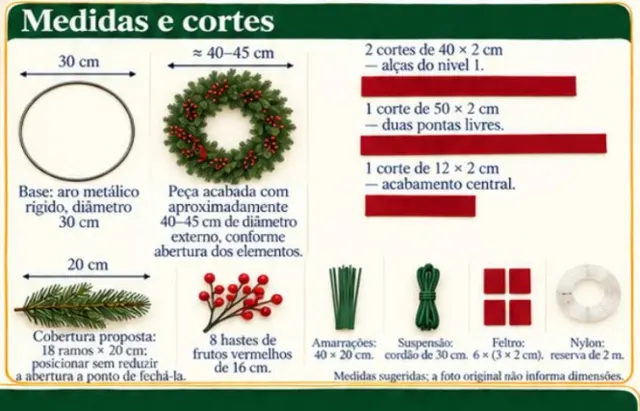 Medidas e cortes
30 cm
Base: aro metálico
rígido, diâmetro
30 cm
≈ 40–45 cm
Peça acabada com
aproximadamente
40–45 cm de diâmetro
externo, conforme
abertura dos elementos.
2 cortes de 40 × 2 cm
— alças do nivel 1.
1 corte de 50 × 2 cm
— duas pontas livres.
1 corte de 12 × 2 cm
— acabamento central.
20 cm
Cobertura proposta:
18 ramos × 20 cm;
posicionar sem reduzir
a abertura a ponto de fechá-la.
8 hastes de
frutos vermelhos
de 16 cm.
Amarrações:
40 × 20 cm.
Suspensão:
cordão de 30 cm.
Feltro:
6 × (3 × 2 cm).
Nylon:
reserva de 2 m.
Medidas sugeridas; a foto original não informa dimensões.